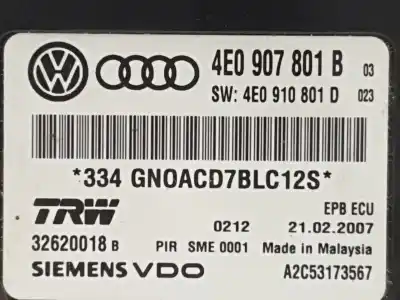 4E0 907 801 B 03
SW: 4E0 910 801 D 023
*334 GNOACD7BLC12S*
TRW EPB ECU
0212 21.02.2007
32620018 B PIR SME 0001 Made in Malaysia
SIEMENS VDO A2C53173567